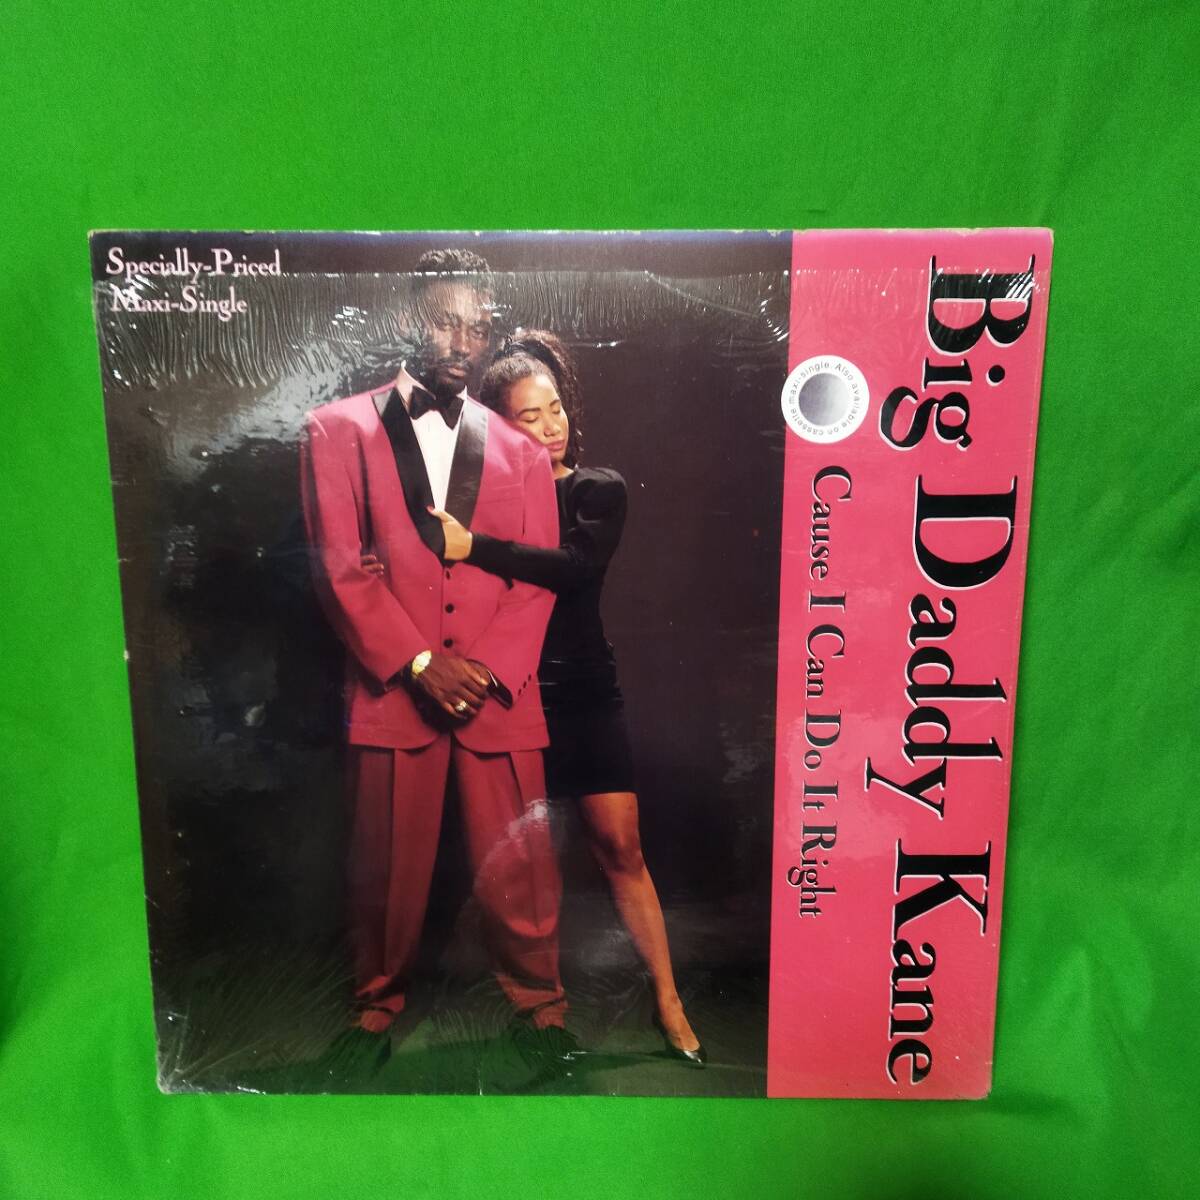 Specially-Priced
Maxi-Single
Big Daddy Kane
Cause I Can Do It Right
Also available on cassette maxi-single.